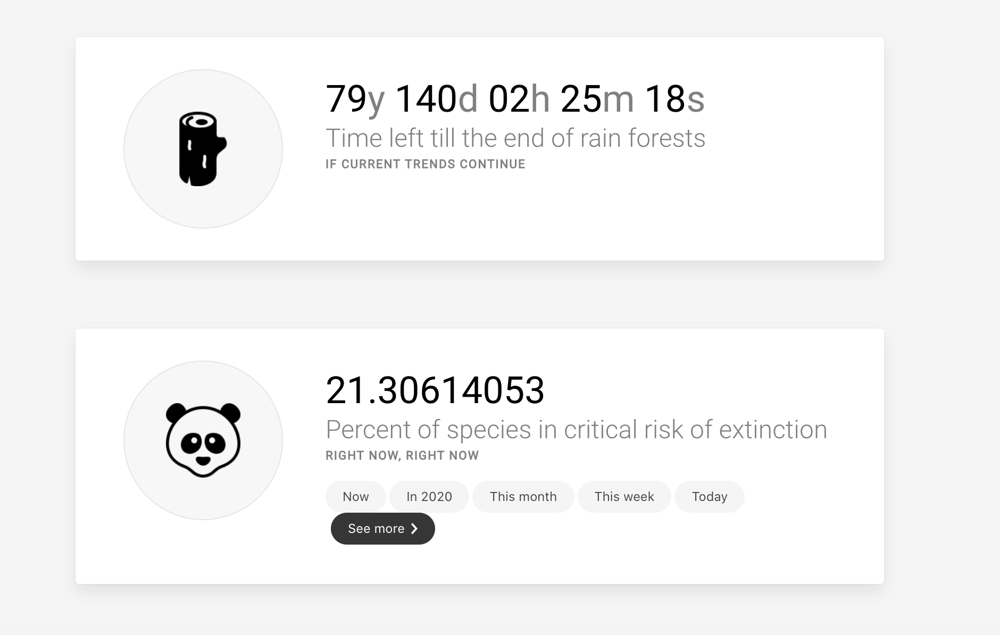 79y 140d 02h 25m 18s
Time left till the end of rain forests
IF CURRENT TRENDS CONTINUE
21.30614053
Percent of species in critical risk of extinction
RIGHT NOW, RIGHT NOW
Now In 2020 This month This week Today
See more